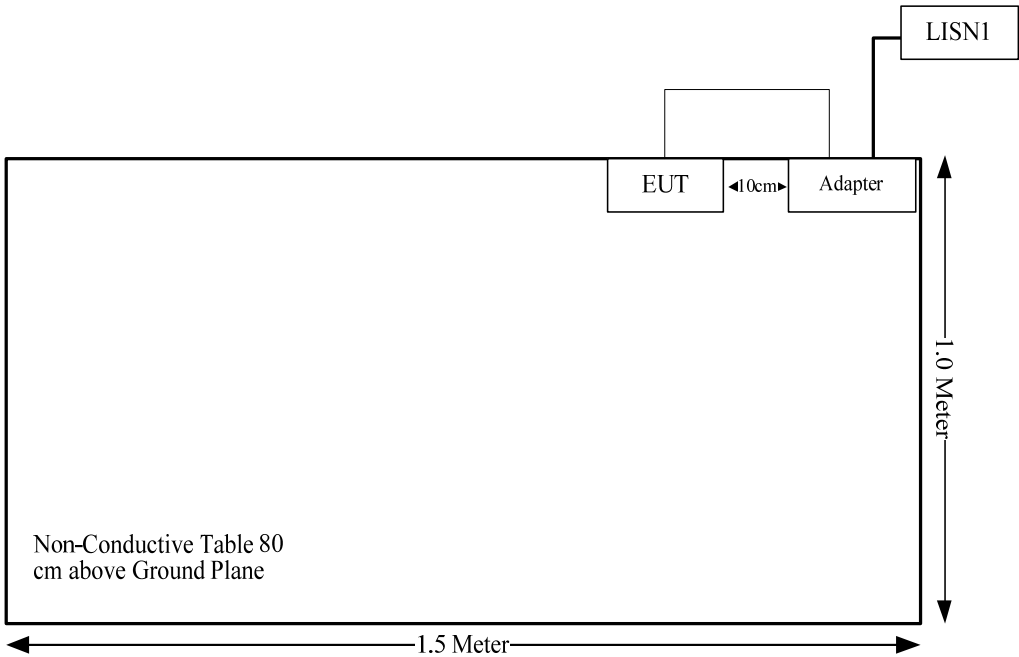 LISN1
EUT
10cm
Adapter
1.0 Meter
Non-Conductive Table 80
cm above Ground Plane
1.5 Meter